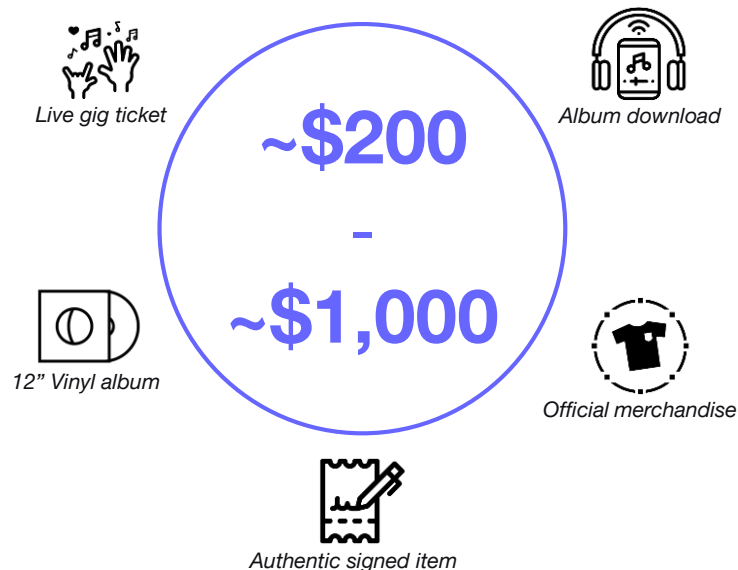 Live gig ticket
Album download
~$200
-
~$1,000
12” Vinyl album
Official merchandise
Authentic signed item